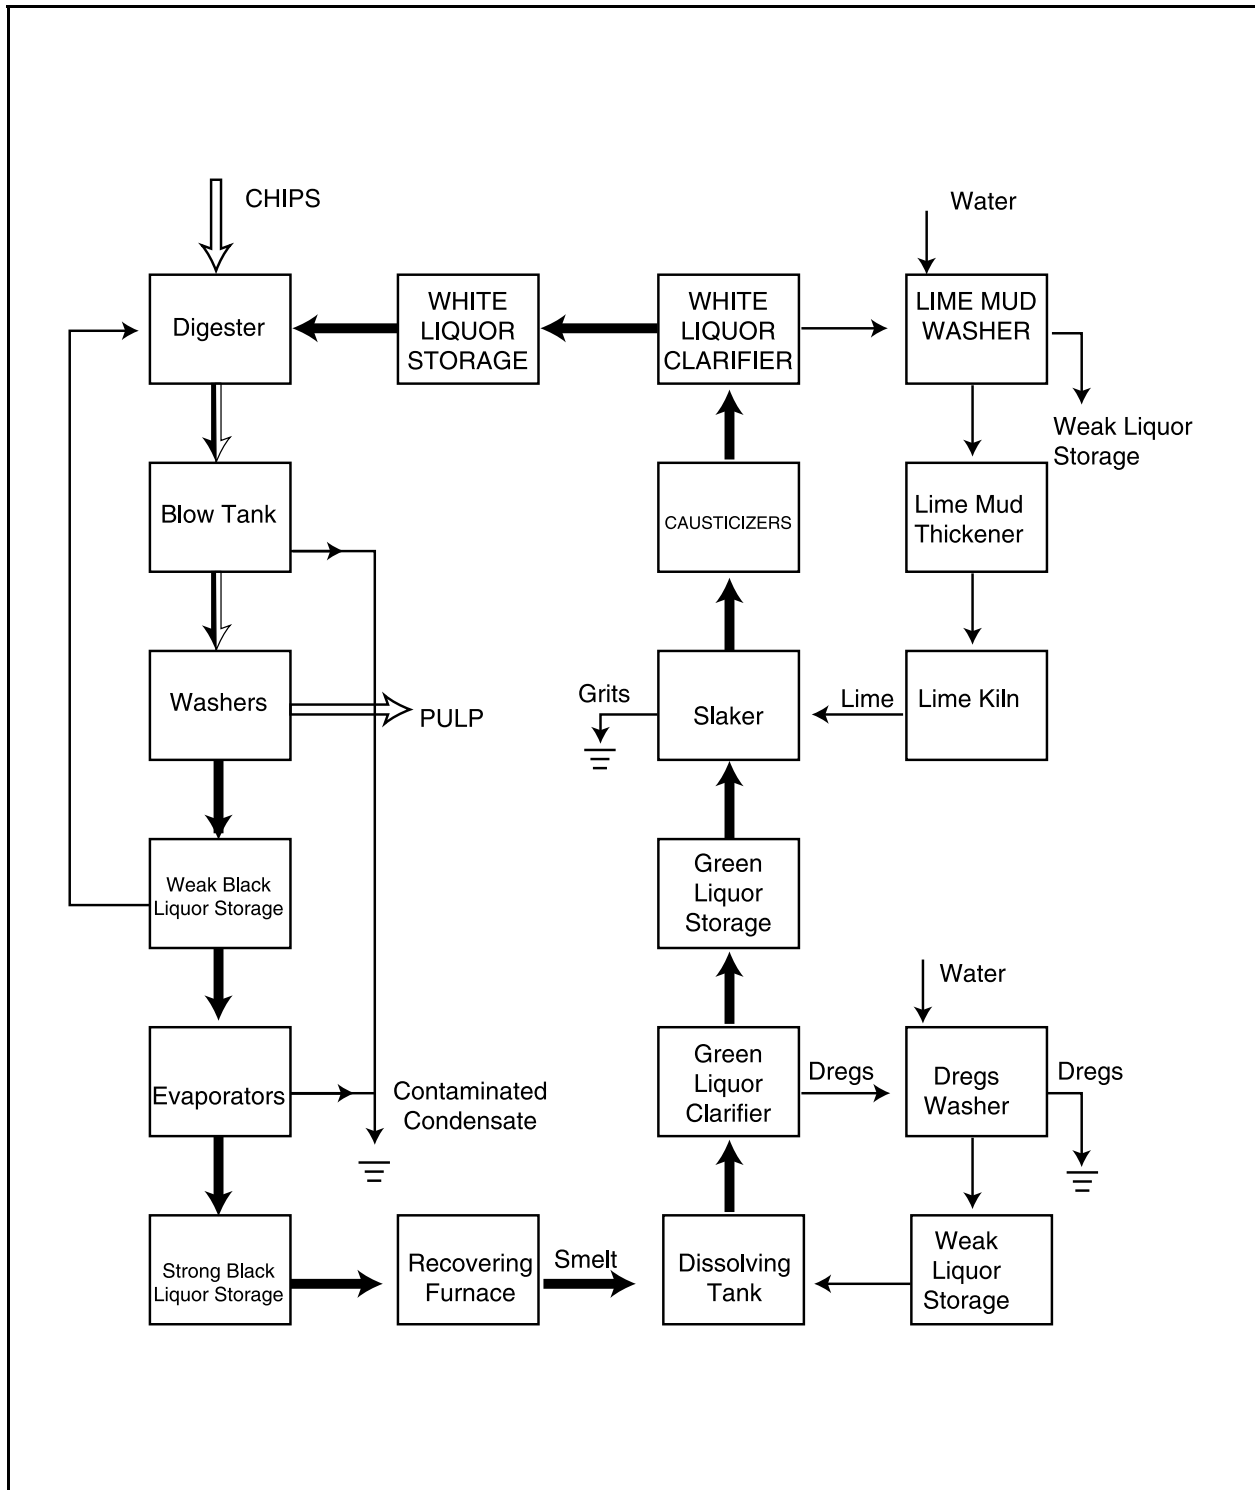 CHIPS
Water
Digester
WHITE
LIQUOR
STORAGE
WHITE
LIQUOR
CLARIFIER
LIME MUD
WASHER
Weak Liquor
Storage
Blow Tank
CAUSTICIZERS
Lime Mud
Thickener
Washers
PULP
Grits
Slaker
Lime
Lime Kiln
Weak Black
Liquor Storage
Green
Liquor
Storage
Water
Evaporators
Contaminated
Condensate
Green
Liquor
Clarifier
Dregs
Dregs
Washer
Dregs
Strong Black
Liquor Storage
Recovering
Furnace
Smelt
Dissolving
Tank
Weak
Liquor
Storage